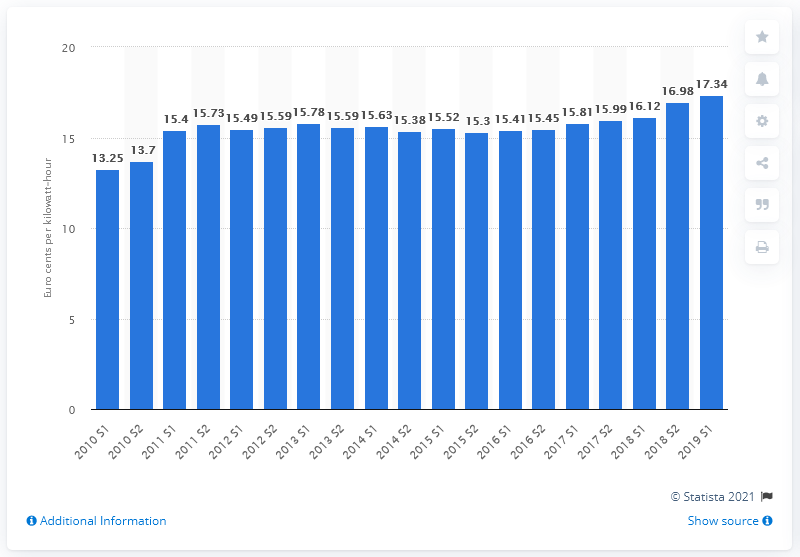 20
15
10
5
0
Euro cents per kilowatt-hour
13.25
13.7
15.4
15.73
15.49
15.59
15.78
15.59
15.63
15.38
15.52
15.3
15.41
15.45
15.81
15.99
16.12
16.98
17.34
2010 S1
2010 S2
2011 S1
2011 S2
2012 S1
2012 S2
2013 S1
2013 S2
2014 S1
2014 S2
2015 S1
2015 S2
2016 S1
2016 S2
2017 S1
2017 S2
2018 S1
2018 S2
2019 S1
© Statista 2021
Additional Information
Show source